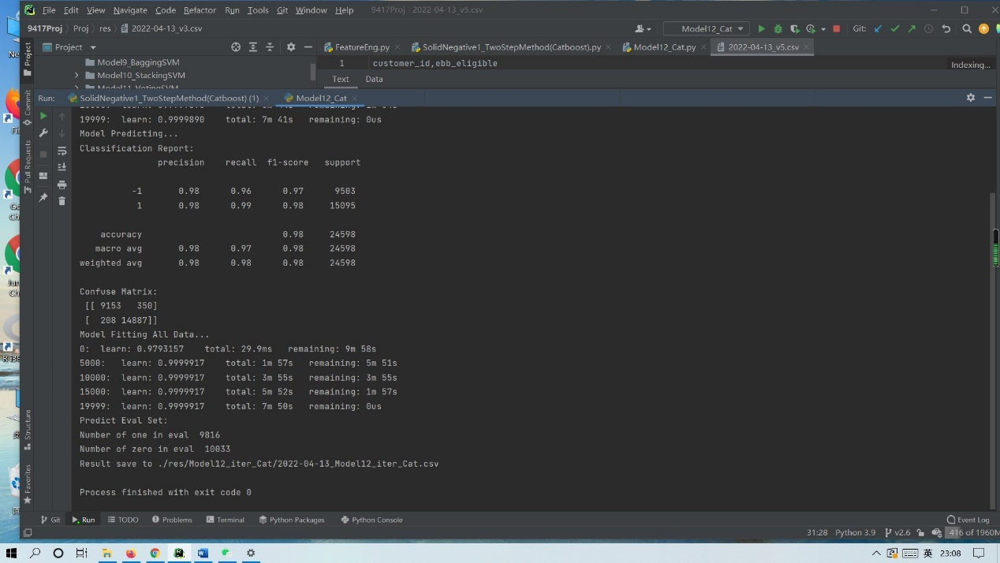 File Edit View Navigate Code Refactor Run Tools Git Window Help 9417Proj - 2022-04-13_v5.csv
9417Proj Proj res 2022-04-13_v3.csv Model12_Cat Git:
Project FeatureEng.py SolidNegative1_TwoStepMethod(Catboost).py Model12_Cat.py 2022-04-13_v5.csv
Model9_BaggingSVM
Model10_StackingSVM
Model11_VotingSVM
1 customer_id,ebb_eligible
Indexing...
Text Data
Run: SolidNegative1_TwoStepMethod(Catboost) (1) Model12_Cat
19999: learn: 0.9999890 total: 7m 41s remaining: 0us
Model Predicting...
Classification Report:
precision recall f1-score support
-1 0.98 0.96 0.97 9503
1 0.98 0.99 0.98 15095
accuracy 0.98 24598
macro avg 0.98 0.97 0.98 24598
weighted avg 0.98 0.98 0.98 24598
Confuse Matrix:
[[ 9153 350]
[ 208 14887]]
Model Fitting All Data...
0: learn: 0.9793157 total: 29.9ms remaining: 9m 58s
5000: learn: 0.9999917 total: 1m 57s remaining: 5m 51s
10000: learn: 0.9999917 total: 3m 55s remaining: 3m 55s
15000: learn: 0.9999917 total: 5m 52s remaining: 1m 57s
19999: learn: 0.9999917 total: 7m 50s remaining: 0us
Predict Eval Set:
Number of one in eval 9816
Number of zero in eval 10033
Result save to ./res/Model12_iter_Cat/2022-04-13_Model12_iter_Cat.csv
Process finished with exit code 0
Project
Commit
Pull Requests
Structure
Favorites
Git Run TODO Problems Terminal Python Packages Python Console Event Log
31:28 Python 3.9 v2.6 416 of 1960M
英 23:08